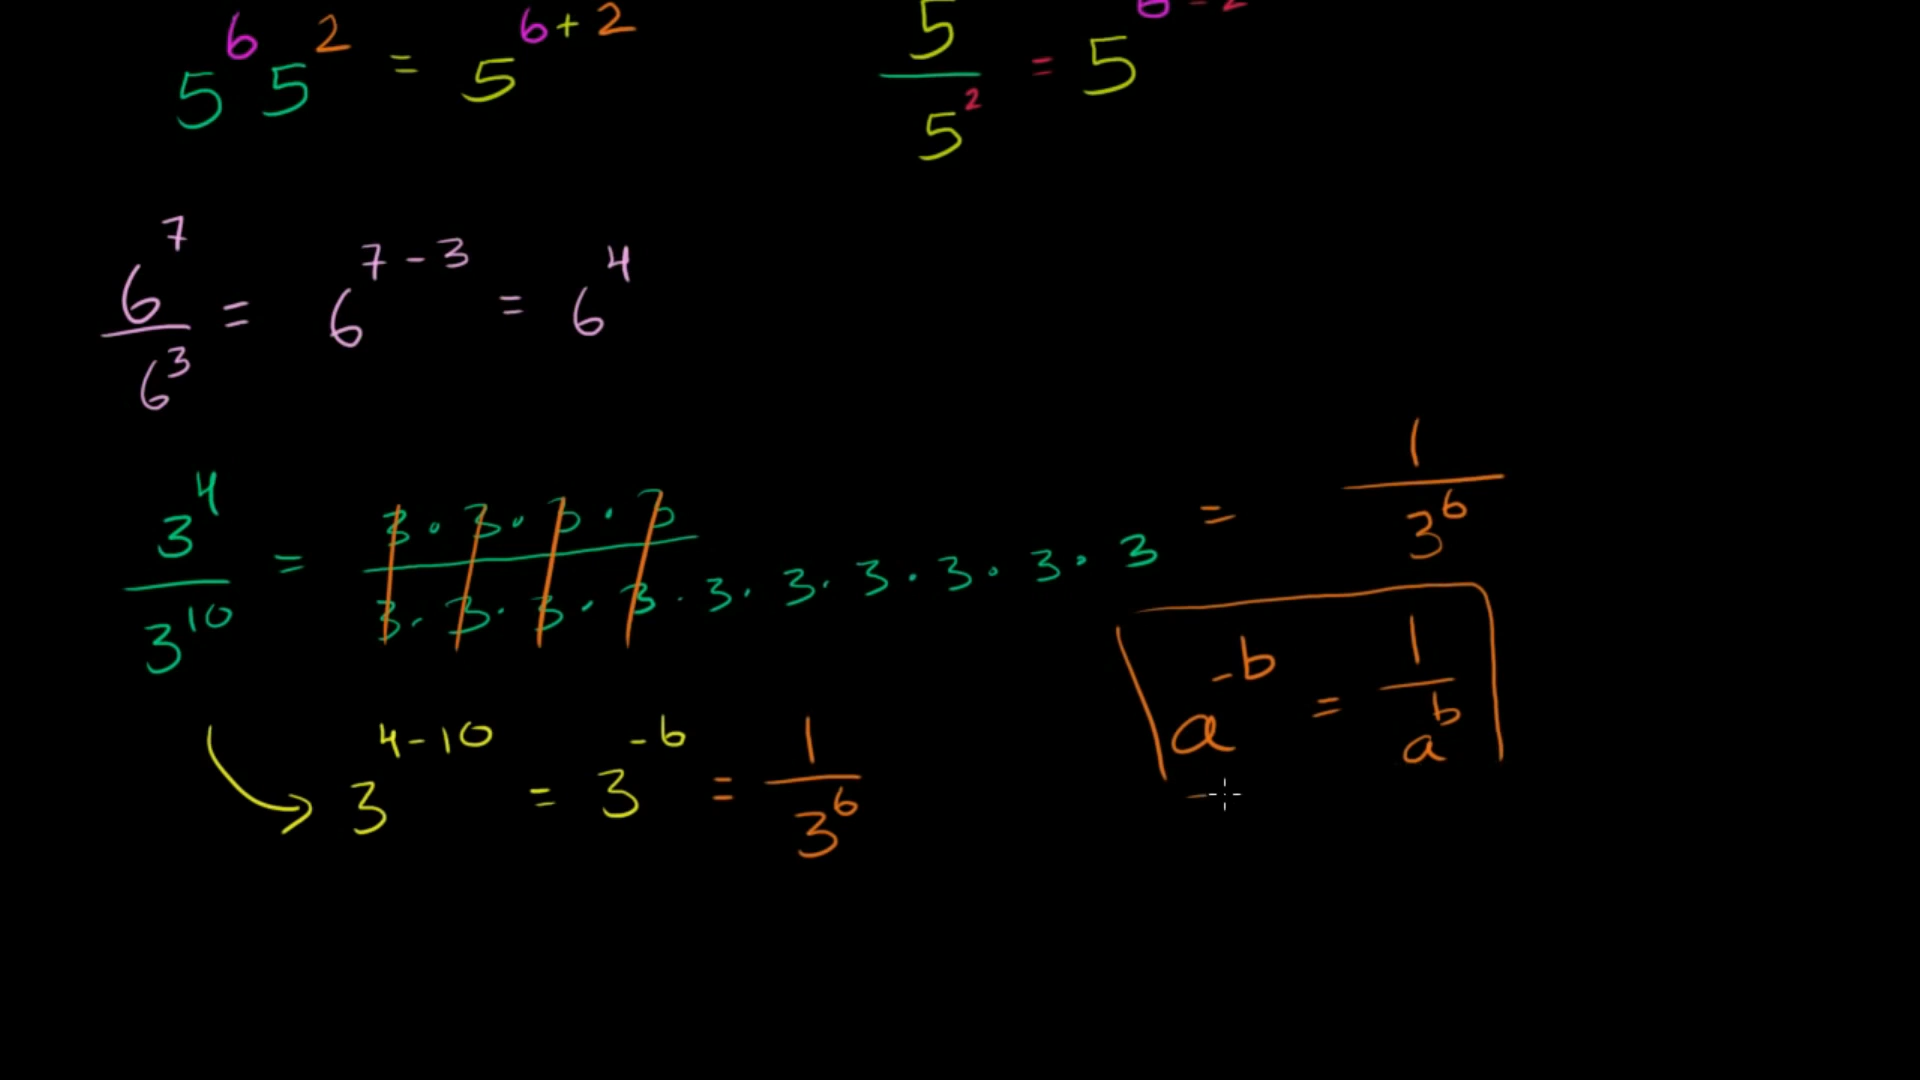 5^6 5^2 = 5^(6+2)
5/5^2 = 5^(6-2)
6^7/6^3 = 6^(7-3) = 6^4
3^4/3^10 = (3·3·3·3)/(3·3·3·3·3·3·3·3·3·3) = 1/3^6
3^(4-10) = 3^-6 = 1/3^6
a^-b = 1/a^b